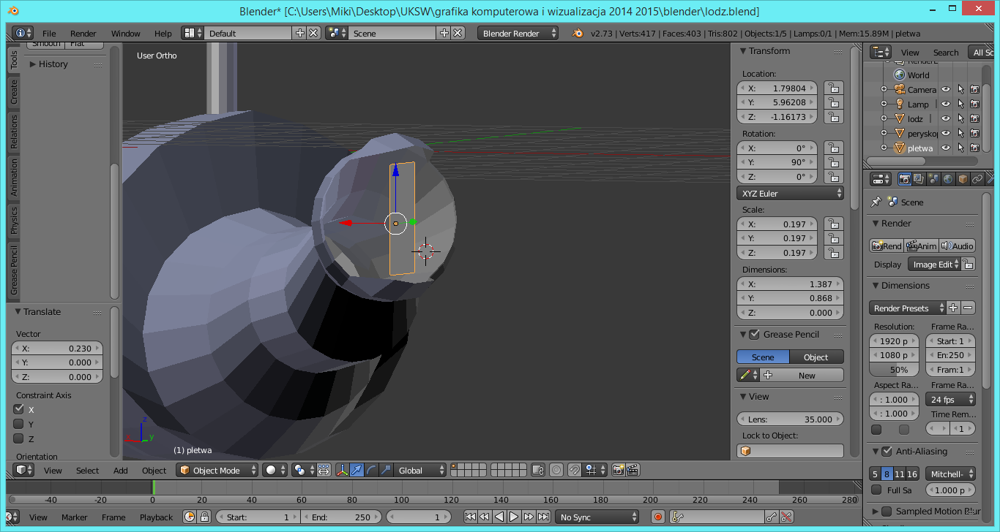 Blender* [C:\Users\Miki\Desktop\UKSW\grafika komputerowa i wizualizacja 2014 2015\blender\lodz.blend]
File Render Window Help Default Scene Blender Render v2.73 | Verts:417 | Faces:403 | Tris:802 | Objects:1/5 | Lamps:0/1 | Mem:15.89M | pletwa
Smooth Flat
History
Tools
Create
Relations
Animation
Physics
Grease Pencil
Translate
Vector
X: 0.230
Y: 0.000
Z: 0.000
Constraint Axis
X
Y
Z
Orientation
User Ortho
z
x y
(1) pletwa
Transform
Location:
X: 1.79804
Y: 5.96208
Z: -1.16173
Rotation:
X: 0°
Y: 90°
Z: 0°
XYZ Euler
Scale:
X: 0.197
Y: 0.197
Z: 0.197
Dimensions:
X: 1.387
Y: 0.868
Z: 0.000
Grease Pencil
Scene Object
New
View
Lens: 35.000
Lock to Object:
View Search All Sc
World
Camera
Lamp
lodz
perysko
pletwa
Scene
Render
Rend Anim Audio
Display Image Edit
Dimensions
Render Presets
Resolution: Frame Ra...
1920 p Start: 1
1080 p En:250
50% Fram:1
Aspect Ra... Frame Ra...
: 1.000 24 fps
: 1.000 Time Rem...
1
Anti-Aliasing
5 8 11 16 Mitchell-
Full Sa 1.000 p
Sampled Motion Blur
View Select Add Object Object Mode Global
-40 -20 0 20 40 60 80 100 120 140 160 180 200 220 240 260 280
View Marker Frame Playback Start: 1 End: 250 1 No Sync